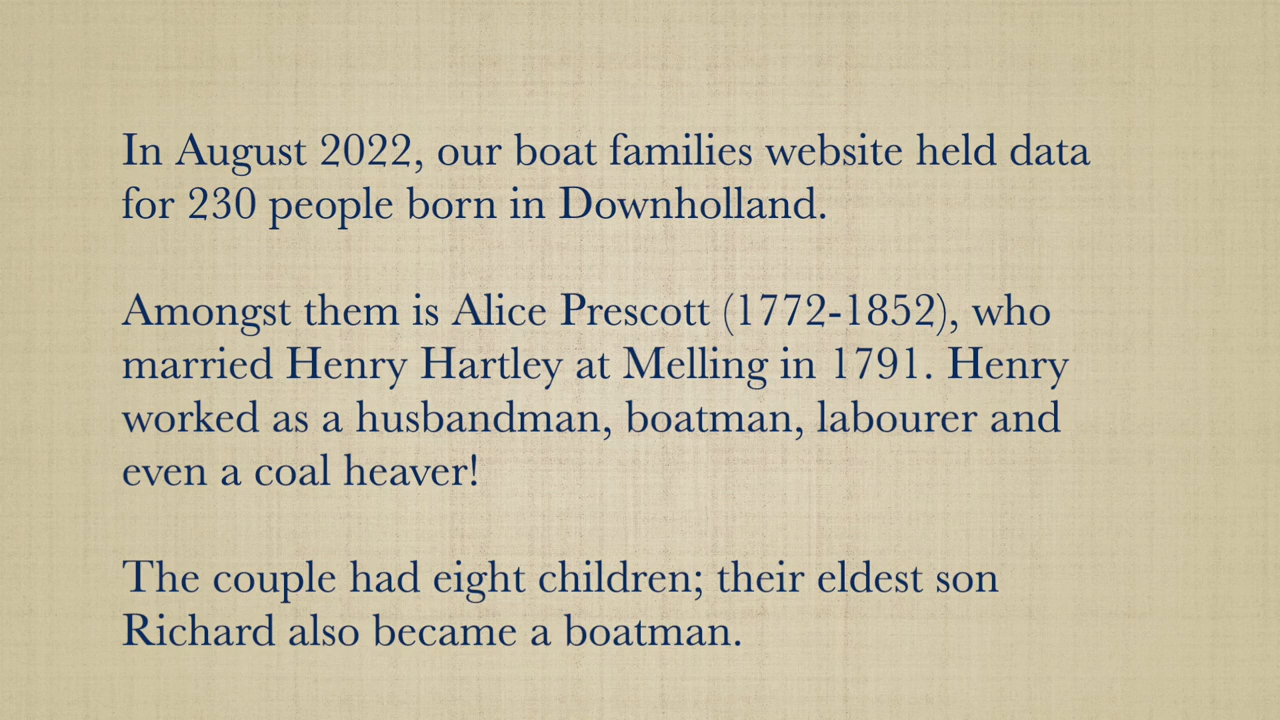 In August 2022, our boat families website held data
for 230 people born in Downholland.
Amongst them is Alice Prescott (1772-1852), who
married Henry Hartley at Melling in 1791. Henry
worked as a husbandman, boatman, labourer and
even a coal heaver!
The couple had eight children; their eldest son
Richard also became a boatman.